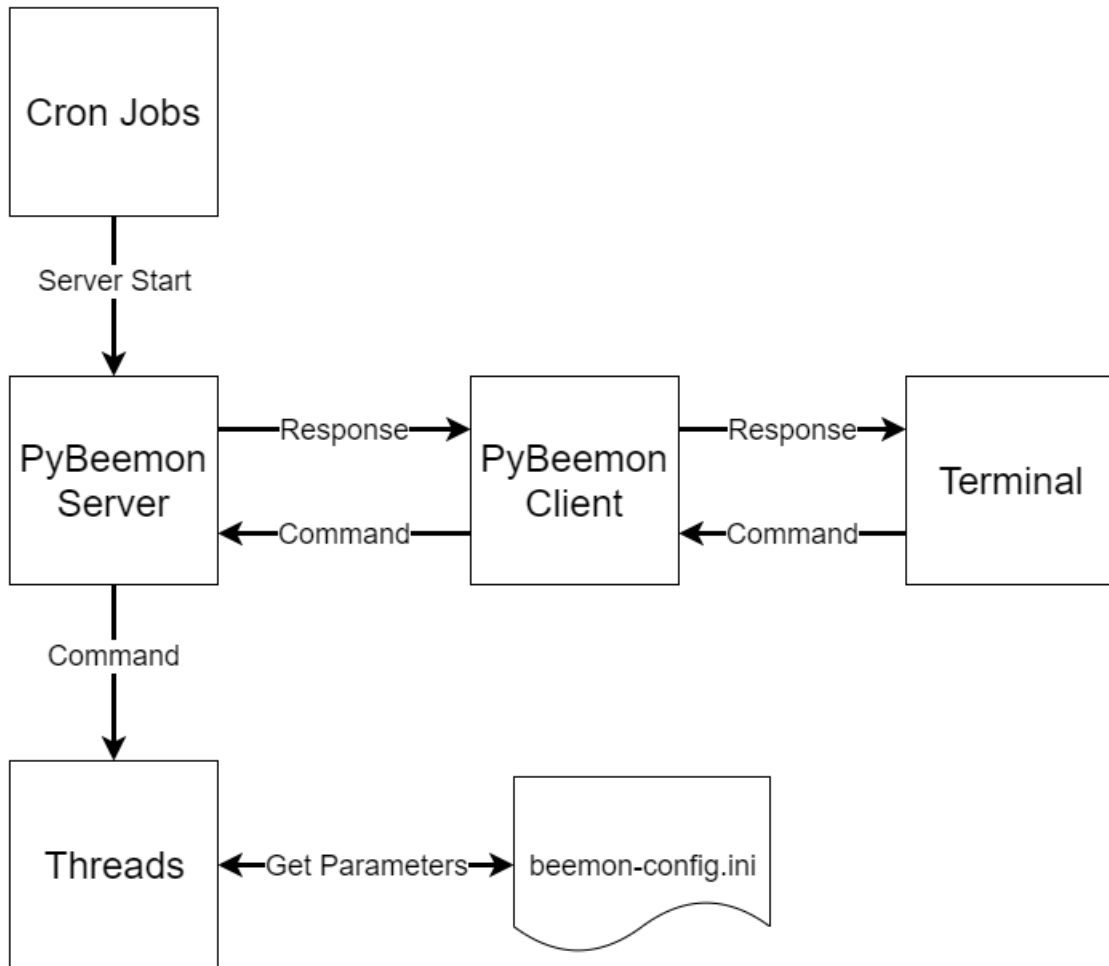 Cron Jobs
Server Start
PyBeemon
Server
Response
Command
PyBeemon
Client
Response
Command
Terminal
Command
Threads
Get Parameters
beemon-config.ini